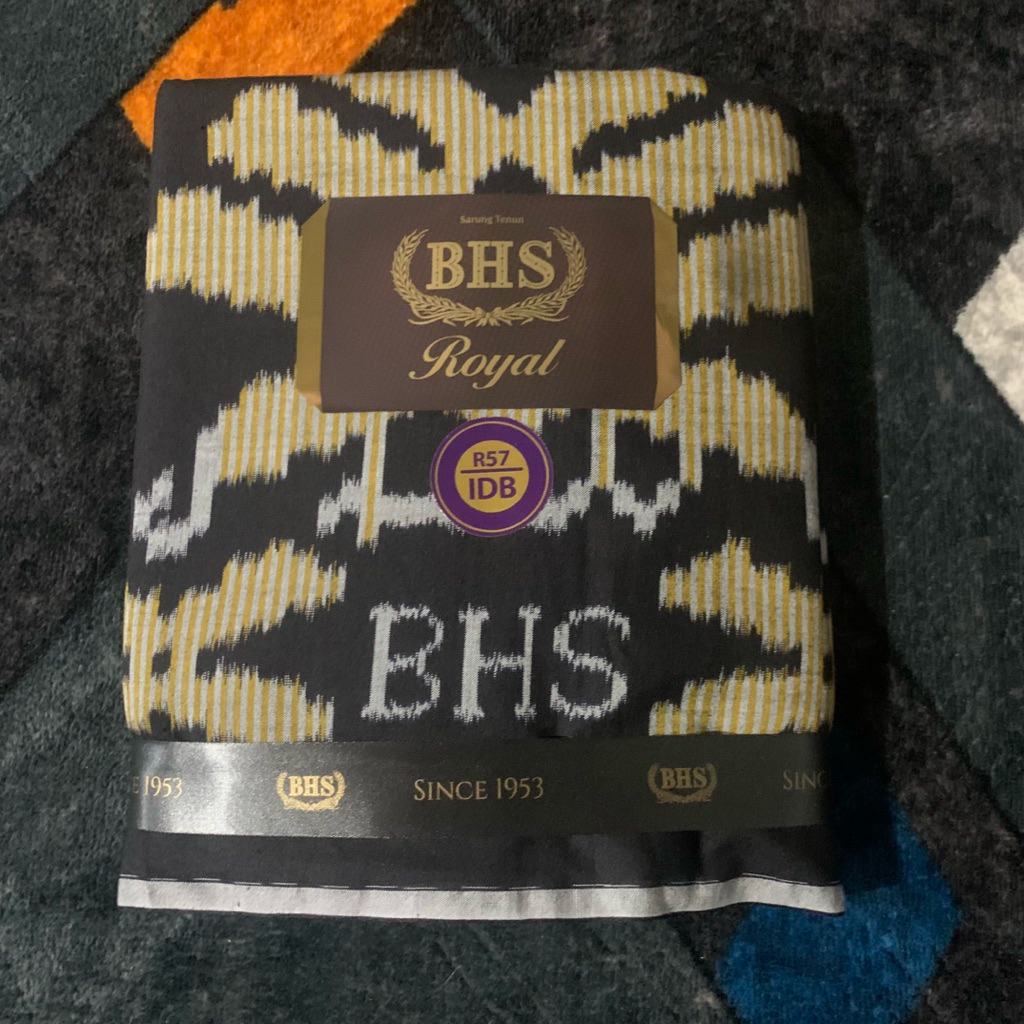 Sarung Tenun
BHS
Royal
R57
IDB
BHS
E 1953
BHS
SINCE 1953
BHS
SINC